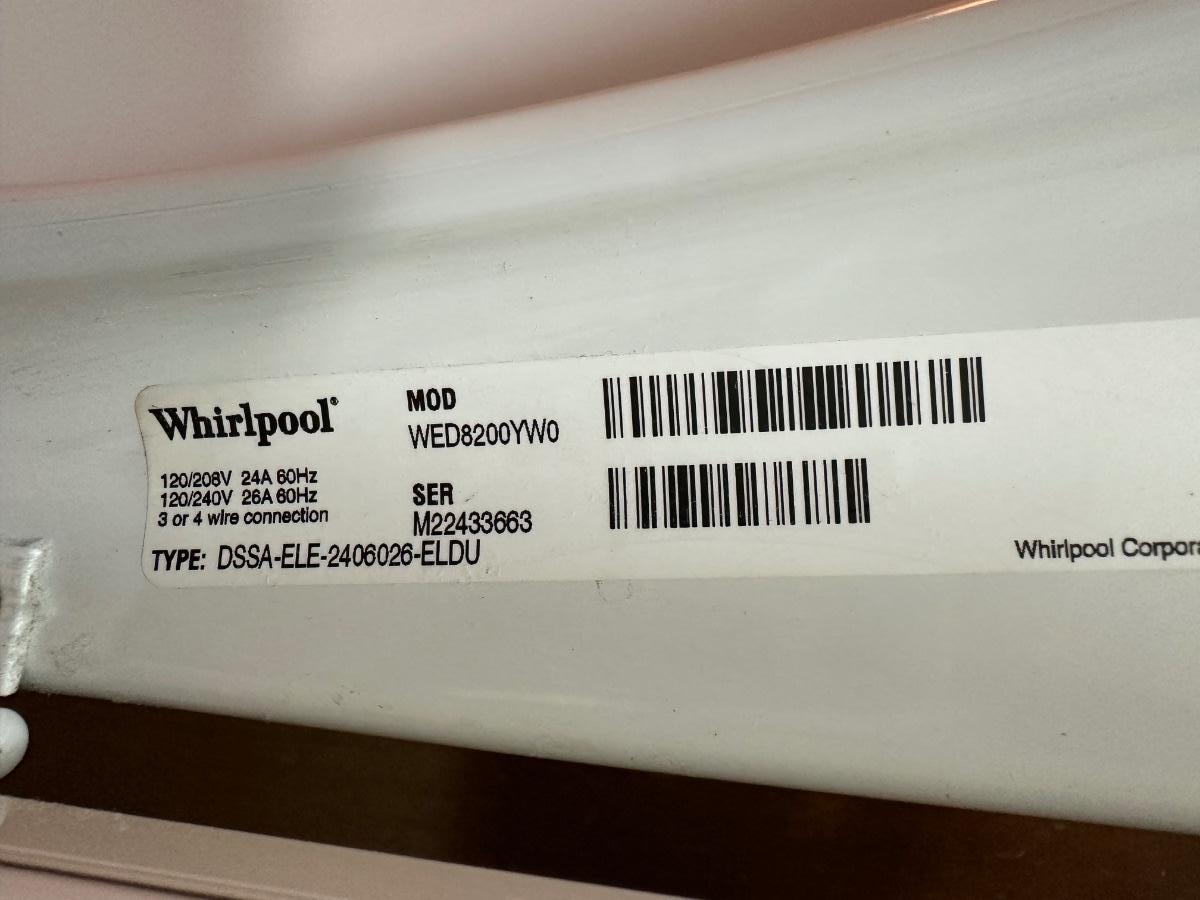 Whirlpool®
120/208V 24A 60Hz
120/240V 26A 60Hz
3 or 4 wire connection
TYPE: DSSA-ELE-2406026-ELDU
MOD
WED8200YW0
SER
M22433663
Whirlpool Corpora